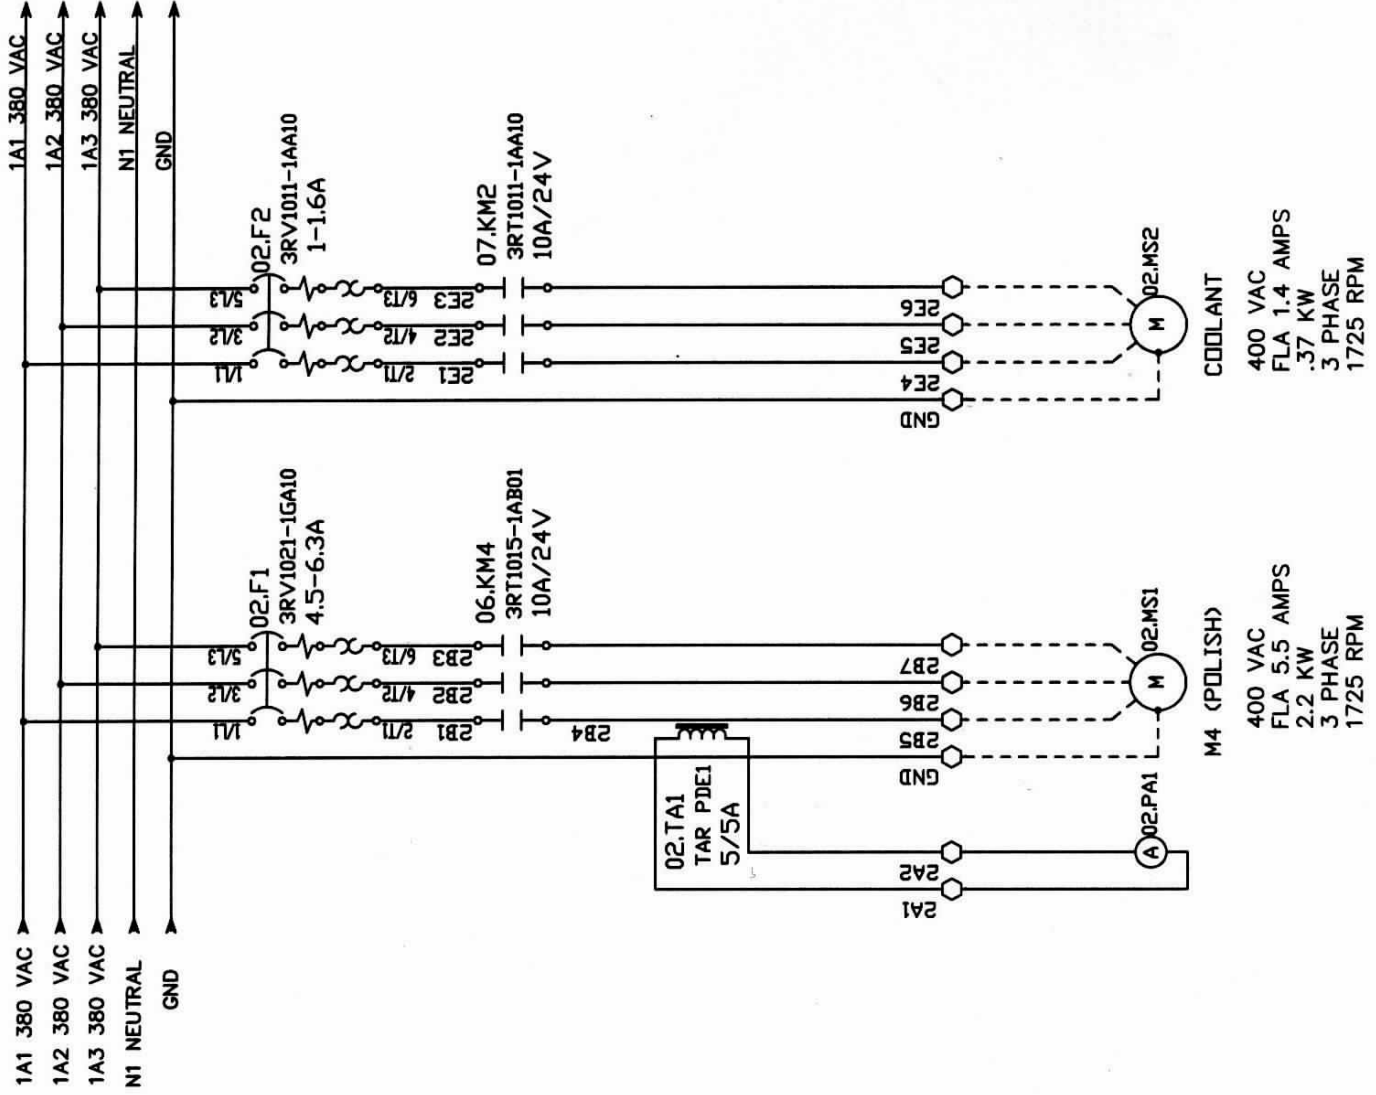 1A1 380 VAC
1A2 380 VAC
1A3 380 VAC
N1 NEUTRAL
GND
1A1 380 VAC
1A2 380 VAC
1A3 380 VAC
N1 NEUTRAL
GND
02.F1
3RV1021-1GA10
4.5-6.3A
1/L1
3/L2
5/L3
2/T1
4/T2
6/T3
2B1
2B2
2B3
06.KM4
3RT1015-1AB01
10A/24V
2B4
02.TA1
TAR PDE1
5/5A
2A1
2A2
GND
2B5
2B6
2B7
A
02.PA1
M
02.MS1
M4 (POLISH)
400 VAC
FLA 5.5 AMPS
2.2 KW
3 PHASE
1725 RPM
02.F2
3RV1011-1AA10
1-1.6A
1/L1
3/L2
5/L3
2/T1
4/T2
6/T3
2E1
2E2
2E3
07.KM2
3RT1011-1AA10
10A/24V
GND
2E4
2E5
2E6
M
02.MS2
COOLANT
400 VAC
FLA 1.4 AMPS
.37 KW
3 PHASE
1725 RPM